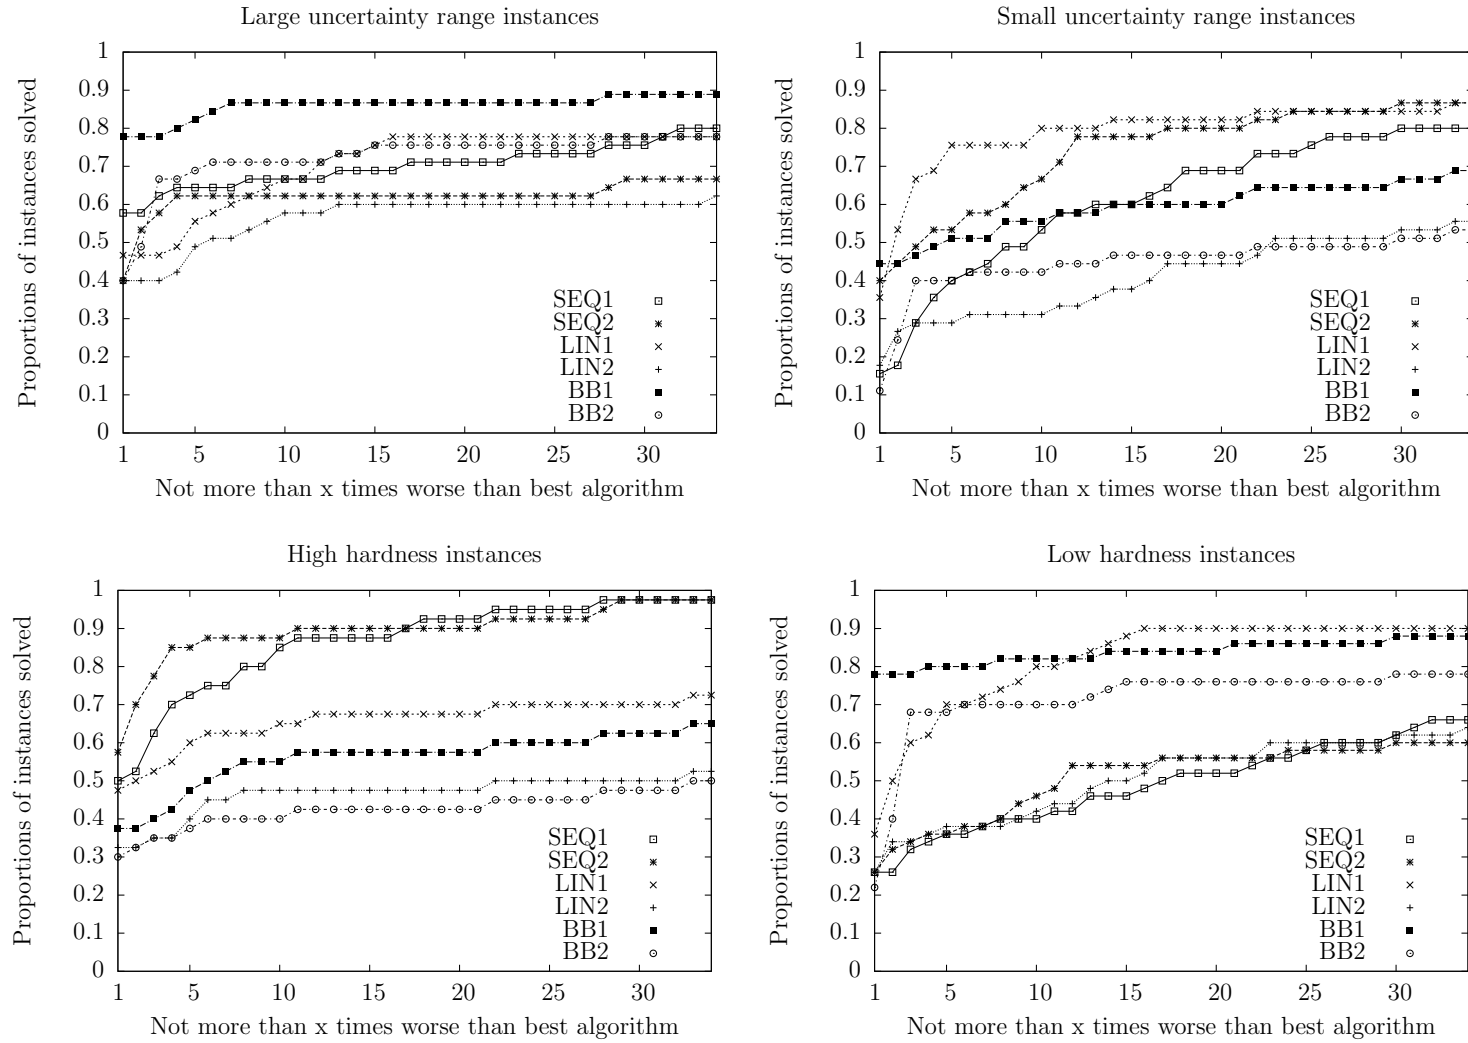 Large uncertainty range instances
Proportions of instances solved
1
0.9
0.8
0.7
0.6
0.5
0.4
0.3
0.2
0.1
0
SEQ1
SEQ2
LIN1
LIN2
BB1
BB2
1 5 10 15 20 25 30
Not more than x times worse than best algorithm
Small uncertainty range instances
Proportions of instances solved
1
0.9
0.8
0.7
0.6
0.5
0.4
0.3
0.2
0.1
0
SEQ1
SEQ2
LIN1
LIN2
BB1
BB2
1 5 10 15 20 25 30
Not more than x times worse than best algorithm
High hardness instances
Proportions of instances solved
1
0.9
0.8
0.7
0.6
0.5
0.4
0.3
0.2
0.1
0
SEQ1
SEQ2
LIN1
LIN2
BB1
BB2
1 5 10 15 20 25 30
Not more than x times worse than best algorithm
Low hardness instances
Proportions of instances solved
1
0.9
0.8
0.7
0.6
0.5
0.4
0.3
0.2
0.1
0
SEQ1
SEQ2
LIN1
LIN2
BB1
BB2
1 5 10 15 20 25 30
Not more than x times worse than best algorithm